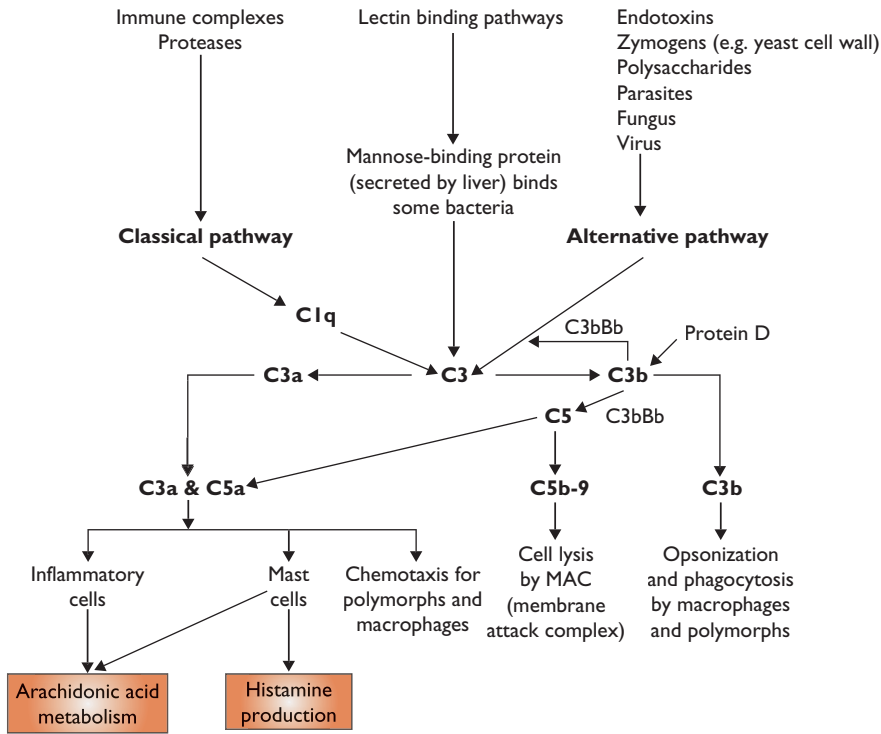 Immune complexes
Proteases
Lectin binding pathways
Endotoxins
Zymogens (e.g. yeast cell wall)
Polysaccharides
Parasites
Fungus
Virus
Mannose-binding protein
(secreted by liver) binds
some bacteria
Classical pathway
Alternative pathway
C1q
C3bBb
Protein D
C3a
C3
C3b
C5
C3bBb
C3a & C5a
C5b-9
C3b
Inflammatory
cells
Mast
cells
Chemotaxis for
polymorphs and
macrophages
Cell lysis
by MAC
(membrane
attack complex)
Opsonization
and phagocytosis
by macrophages
and polymorphs
Arachidonic acid
metabolism
Histamine
production